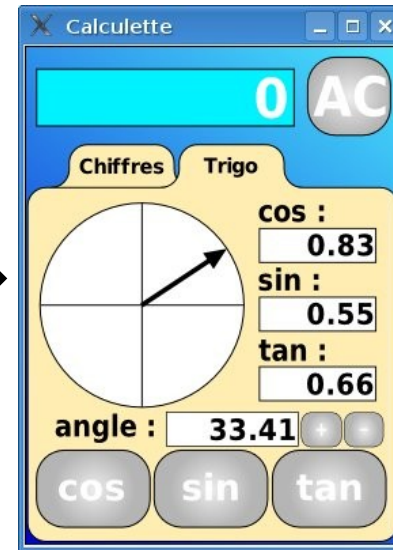 Calculette
0 AC
Chiffres Trigo
cos :
0.83
sin :
0.55
tan :
0.66
angle : 33.41 + -
cos sin tan